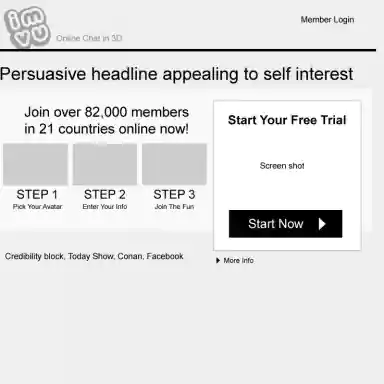 imvu
Online Chat in 3D
Member Login
Persuasive headline appealing to self interest
Join over 82,000 members
in 21 countries online now!
STEP 1
Pick Your Avatar
STEP 2
Enter Your Info
STEP 3
Join The Fun
Start Your Free Trial
Screen shot
Start Now
More Info
Credibility block, Today Show, Conan, Facebook